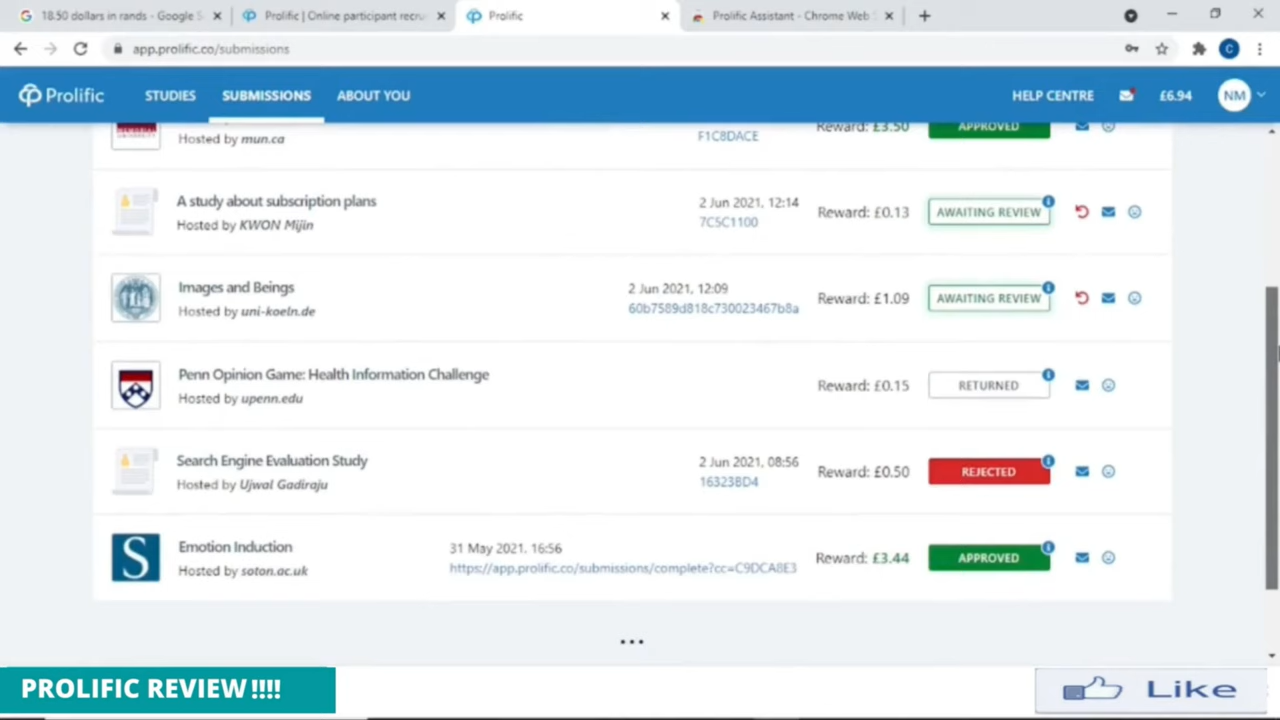 18.50 dollars in rands - Google S
Prolific | Online participant recru
Prolific
Prolific Assistant - Chrome Web S
app.prolific.co/submissions
C
Prolific
STUDIES
SUBMISSIONS
ABOUT YOU
HELP CENTRE
£6.94
NM
Hosted by mun.ca
F1C8DACE
Reward: £3.50
APPROVED
A study about subscription plans
Hosted by KWON Mijin
2 Jun 2021, 12:14
7C5C1100
Reward: £0.13
AWAITING REVIEW
Images and Beings
Hosted by uni-koeln.de
2 Jun 2021, 12:09
60b7589d818c730023467b8a
Reward: £1.09
AWAITING REVIEW
Penn Opinion Game: Health Information Challenge
Hosted by upenn.edu
Reward: £0.15
RETURNED
Search Engine Evaluation Study
Hosted by Ujwal Gadiraju
2 Jun 2021, 08:56
16323BD4
Reward: £0.50
REJECTED
S
Emotion Induction
Hosted by soton.ac.uk
31 May 2021, 16:56
https://app.prolific.co/submissions/complete?cc=C9DCA8E3
Reward: £3.44
APPROVED
PROLIFIC REVIEW!!!!
Like